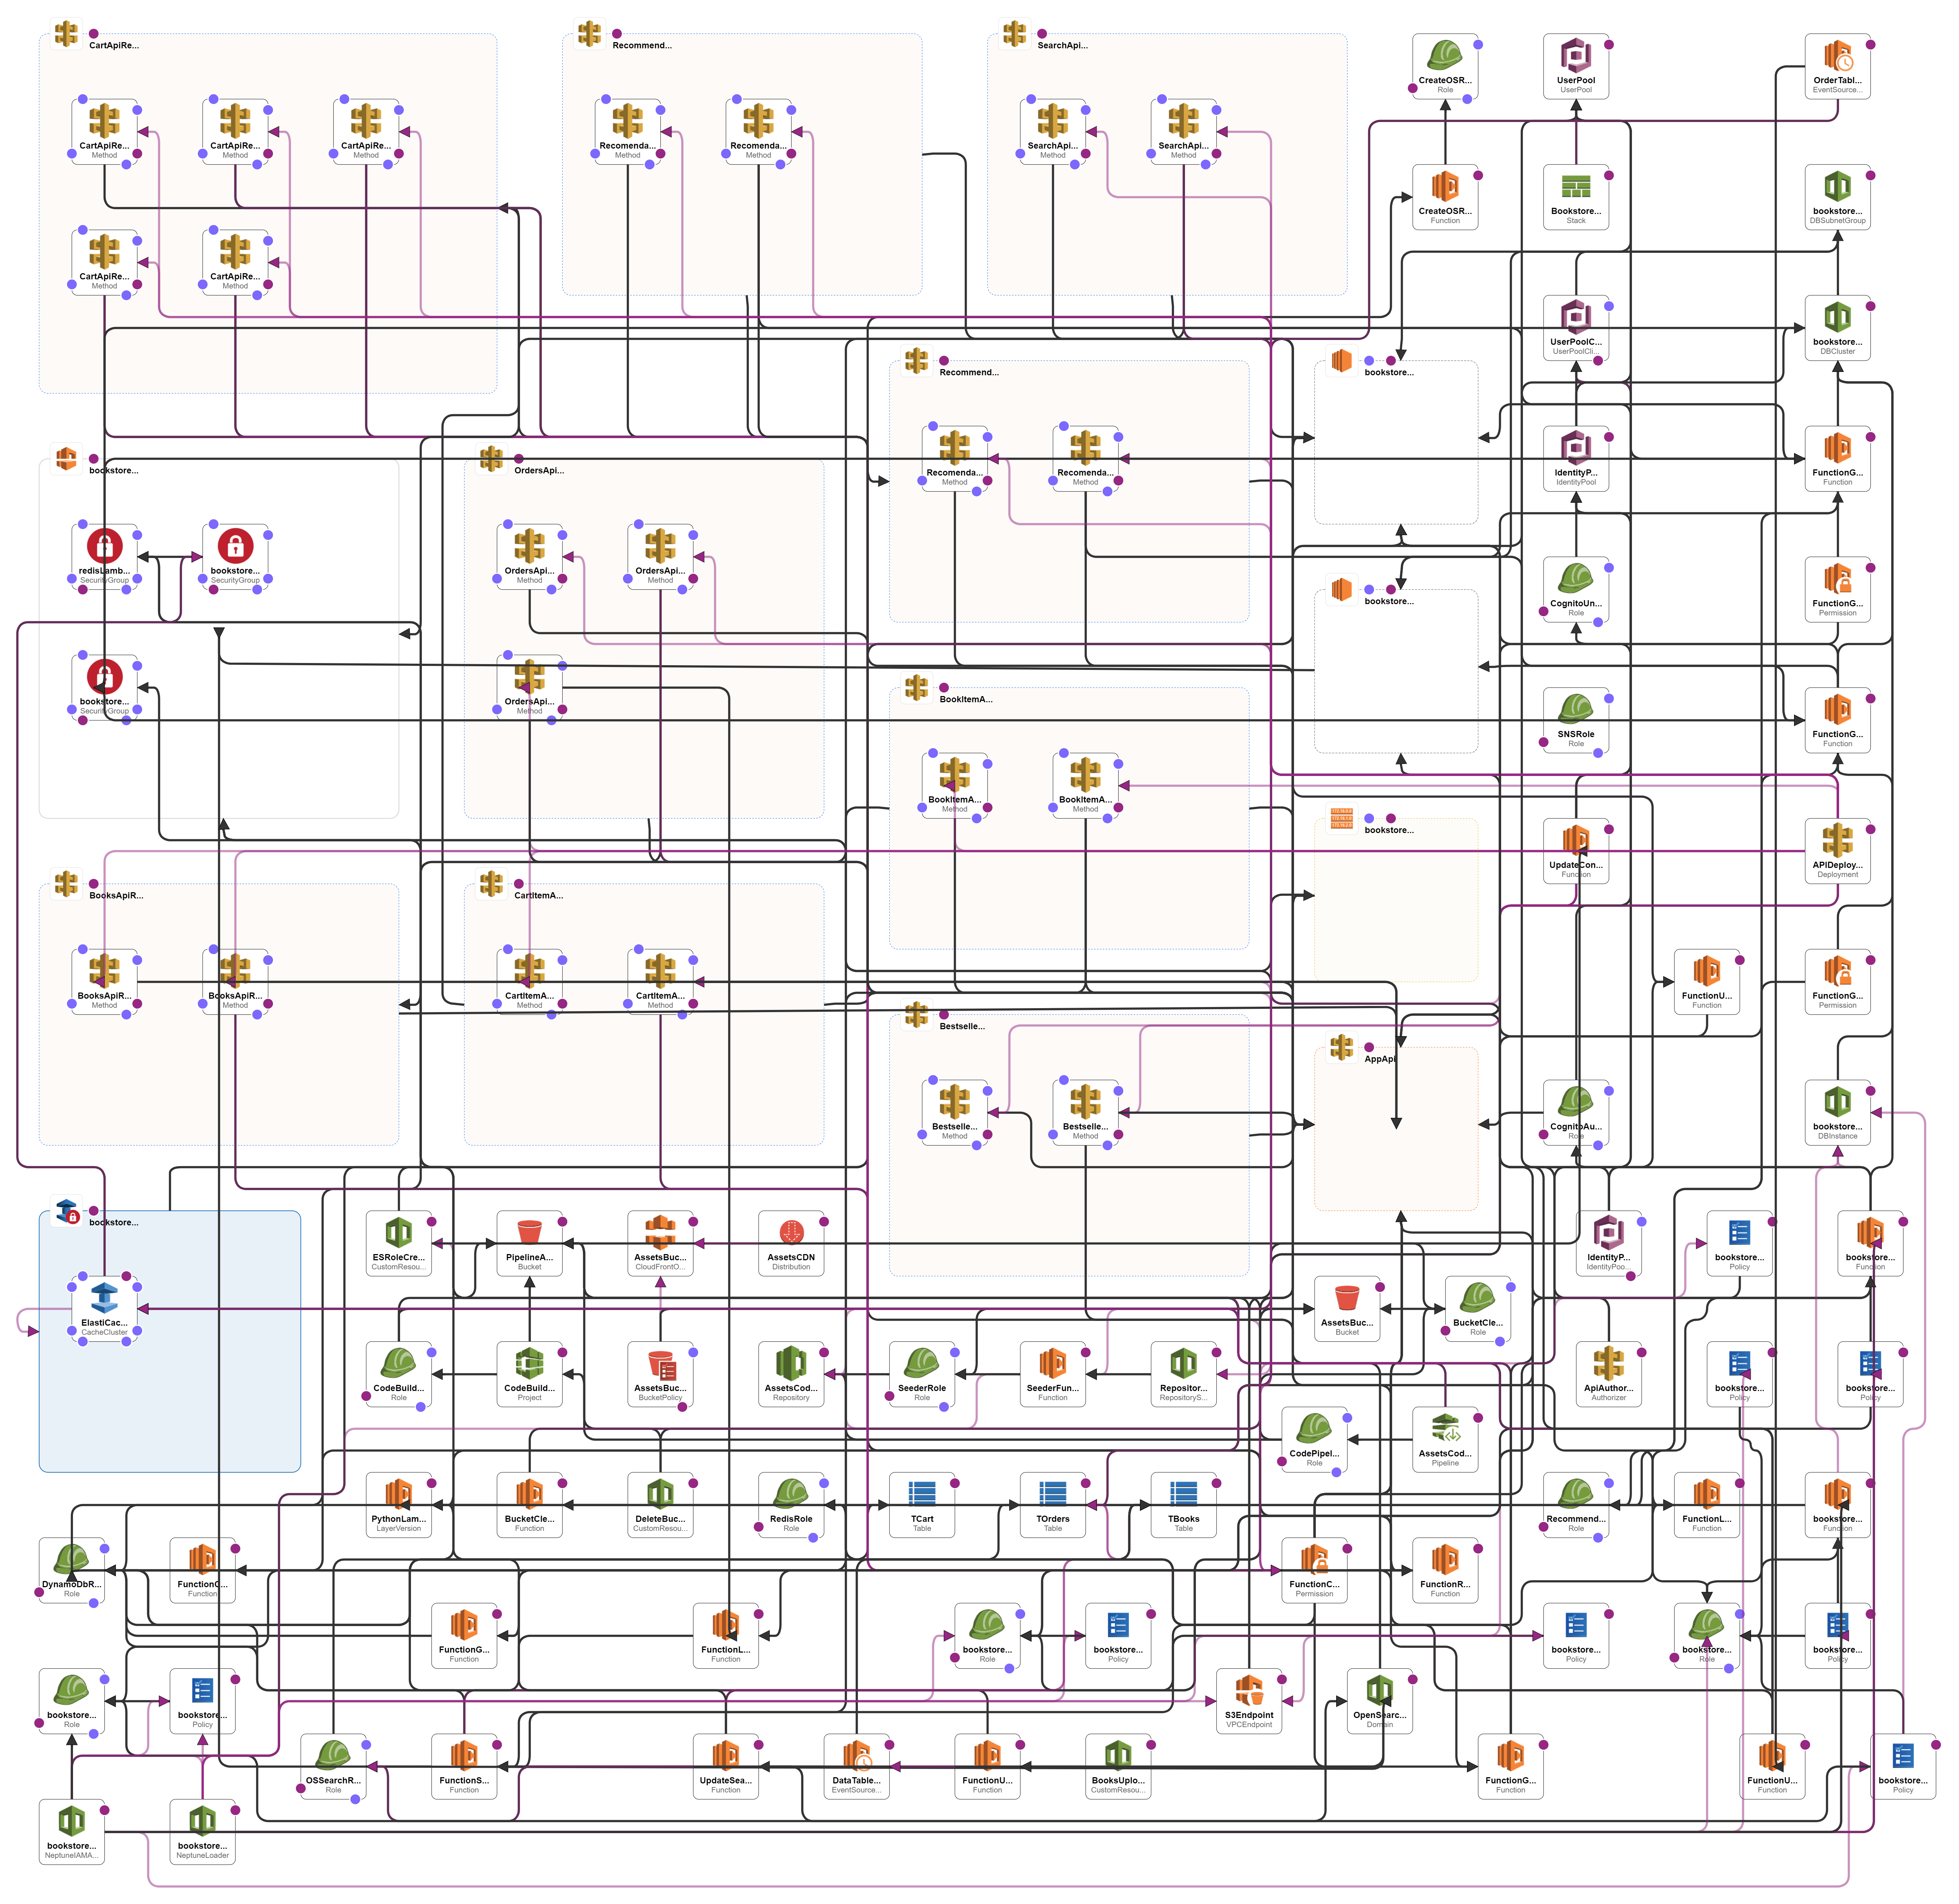 CartApiRe...
Recommend...
SearchApi...
CreateOSR...
Role
UserPool
UserPool
OrderTabl...
EventSource...
CartApiRe...
Method
CartApiRe...
Method
CartApiRe...
Method
Recomenda...
Method
Recomenda...
Method
SearchApi...
Method
SearchApi...
Method
CreateOSR...
Function
Bookstore...
Stack
bookstore...
DBSubnetGroup
CartApiRe...
Method
CartApiRe...
Method
UserPoolC...
UserPoolCli...
bookstore...
DBCluster
Recommend...
bookstore...
bookstore...
OrdersApi...
Recomenda...
Method
Recomenda...
Method
IdentityP...
IdentityPool
FunctionG...
Function
redisLamb...
SecurityGroup
bookstore...
SecurityGroup
OrdersApi...
Method
OrdersApi...
Method
bookstore...
CognitoUn...
Role
FunctionG...
Permission
bookstore...
SecurityGroup
OrdersApi...
Method
BookItemA...
SNSRole
Role
FunctionG...
Function
BookItemA...
Method
BookItemA...
Method
bookstore...
UpdateCon...
Function
APIDeploy...
Deployment
BooksApiR...
CartItemA...
BooksApiR...
Method
BooksApiR...
Method
CartItemA...
Method
CartItemA...
Method
FunctionU...
Function
FunctionG...
Permission
Bestselle...
AppApi
Bestselle...
Method
Bestselle...
Method
CognitoAu...
Role
bookstore...
DBInstance
bookstore...
ESRoleCre...
CustomResou...
PipelineA...
Bucket
AssetsBuc...
CloudFrontO...
AssetsCDN
Distribution
IdentityP...
IdentityPoo...
bookstore...
Policy
bookstore...
Function
ElastiCac...
CacheCluster
AssetsBuc...
Bucket
BucketCle...
Role
CodeBuild...
Role
CodeBuild...
Project
AssetsBuc...
BucketPolicy
AssetsCod...
Repository
SeederRole
Role
SeederFun...
Function
Repositor...
RepositoryS...
ApiAuthor...
Authorizer
bookstore...
Policy
bookstore...
Policy
CodePipel...
Role
AssetsCod...
Pipeline
PythonLam...
LayerVersion
BucketCle...
Function
DeleteBuc...
CustomResou...
RedisRole
Role
TCart
Table
TOrders
Table
TBooks
Table
Recommend...
Role
FunctionL...
Function
bookstore...
Function
DynamoDbR...
Role
FunctionC...
Function
FunctionC...
Permission
FunctionR...
Function
FunctionG...
Function
FunctionL...
Function
bookstore...
Role
bookstore...
Policy
bookstore...
Policy
bookstore...
Role
bookstore...
Policy
bookstore...
Role
bookstore...
Policy
S3Endpoint
VPCEndpoint
OpenSearc...
Domain
OSSearchR...
Role
FunctionS...
Function
UpdateSea...
Function
DataTable...
EventSource...
FunctionU...
Function
BooksUplo...
CustomResou...
FunctionG...
Function
FunctionU...
Function
bookstore...
Policy
bookstore...
NeptuneIAMA...
bookstore...
NeptuneLoader